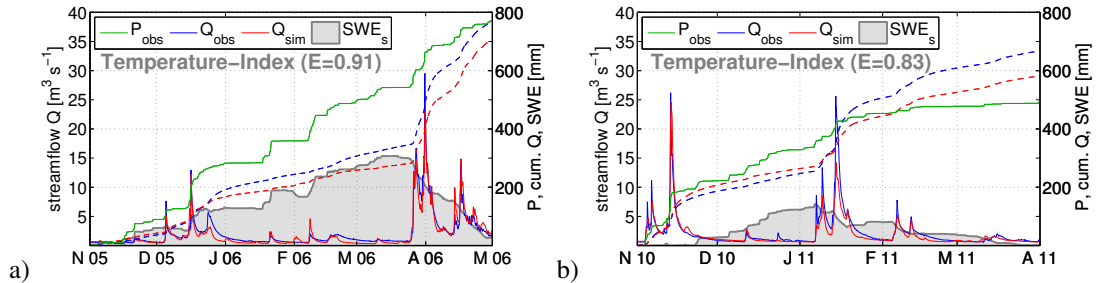 40 35 30 25 20 15 10 5
streamflow Q [m³ s⁻¹]
P_obs Q_obs Q_sim SWE_s
Temperature−Index (E=0.91)
800 600 400 200
P, cum. Q, SWE [mm]
N 05 D 05 J 06 F 06 M 06 A 06 M 06
a)
40 35 30 25 20 15 10 5
streamflow Q [m³ s⁻¹]
P_obs Q_obs Q_sim SWE_s
Temperature−Index (E=0.83)
800 600 400 200
P, cum. Q, SWE [mm]
N 10 D 10 J 11 F 11 M 11 A 11
b)